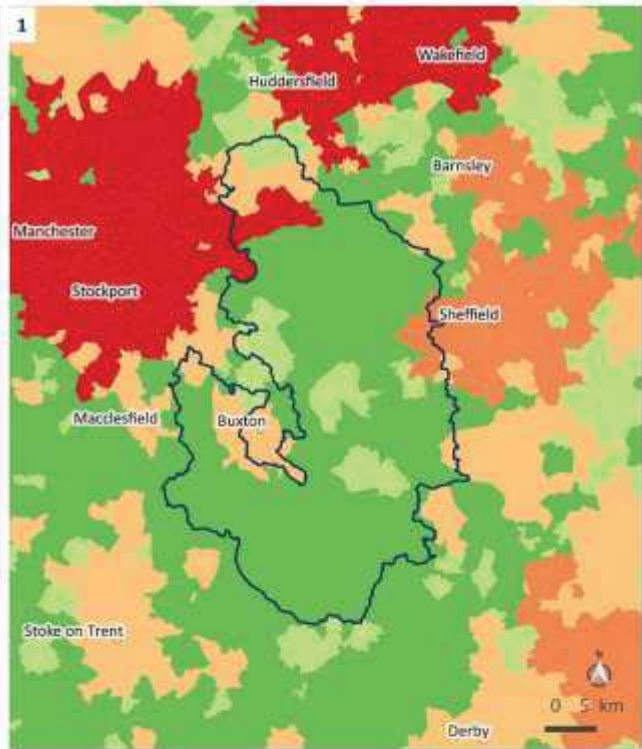 1
Wakefield
Huddersfield
Barnsley
Manchester
Stockport
Sheffield
Macclesfield
Buxton
Stoke on Trent
N
0 5 km
Derby